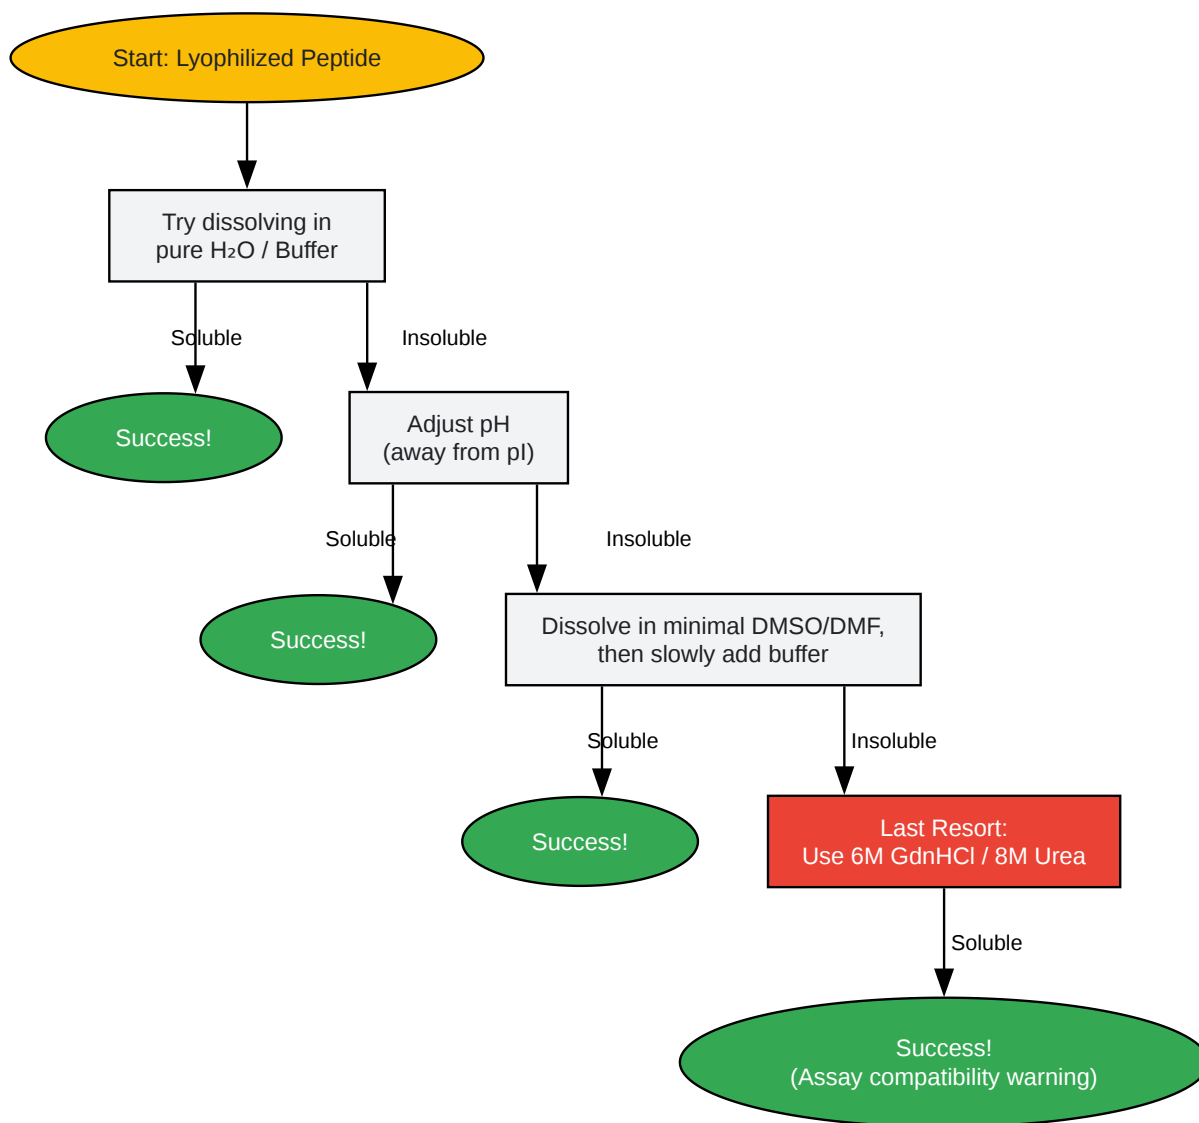 Start: Lyophilized Peptide
Try dissolving in
pure H₂O / Buffer
Soluble
Insoluble
Success!
Adjust pH
(away from pI)
Soluble
Insoluble
Success!
Dissolve in minimal DMSO/DMF,
then slowly add buffer
Soluble
Insoluble
Success!
Last Resort:
Use 6M GdnHCl / 8M Urea
Soluble
Success!
(Assay compatibility warning)